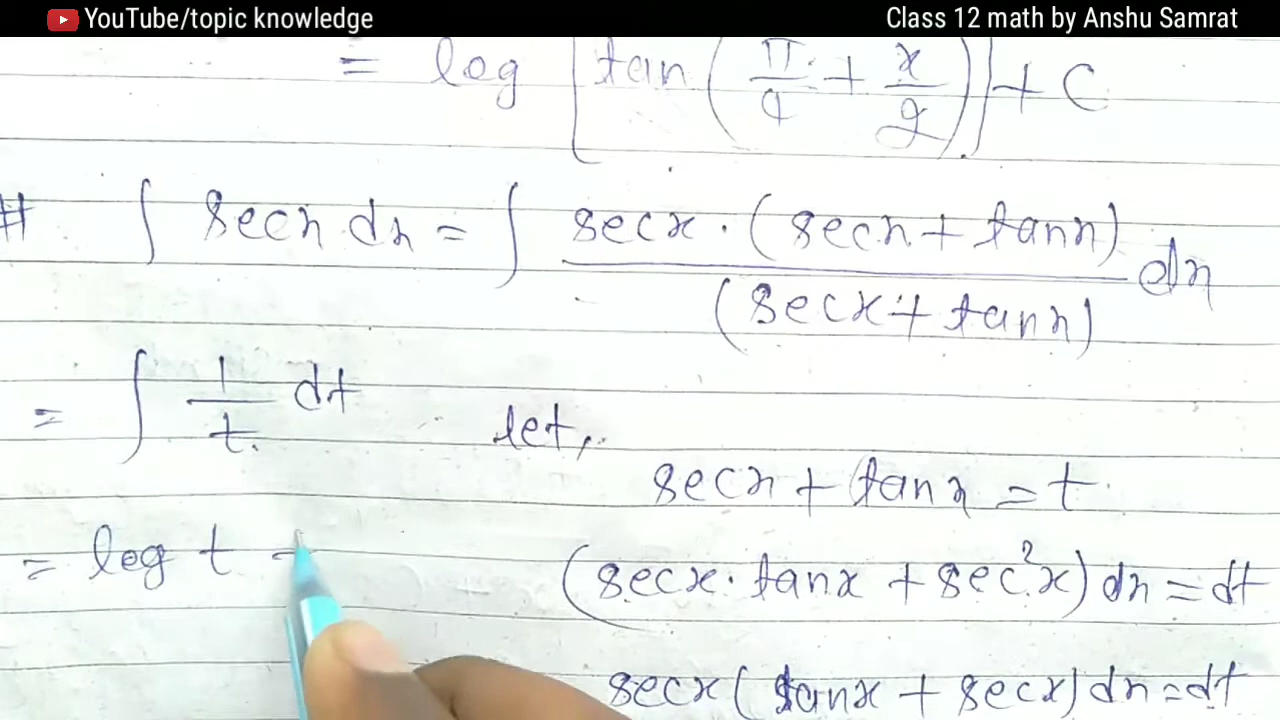 YouTube/topic knowledge
Class 12 math by Anshu Samrat
= log [tan (π/4 + x/2)] + C
# ∫ secx dx = ∫ secx · (secx + tanx) / (secx + tanx) dx
= ∫ 1/t dt let,
secx + tanx = t
= log t + (secx · tanx + sec²x) dx = dt
secx (tanx + secx) dx = dt